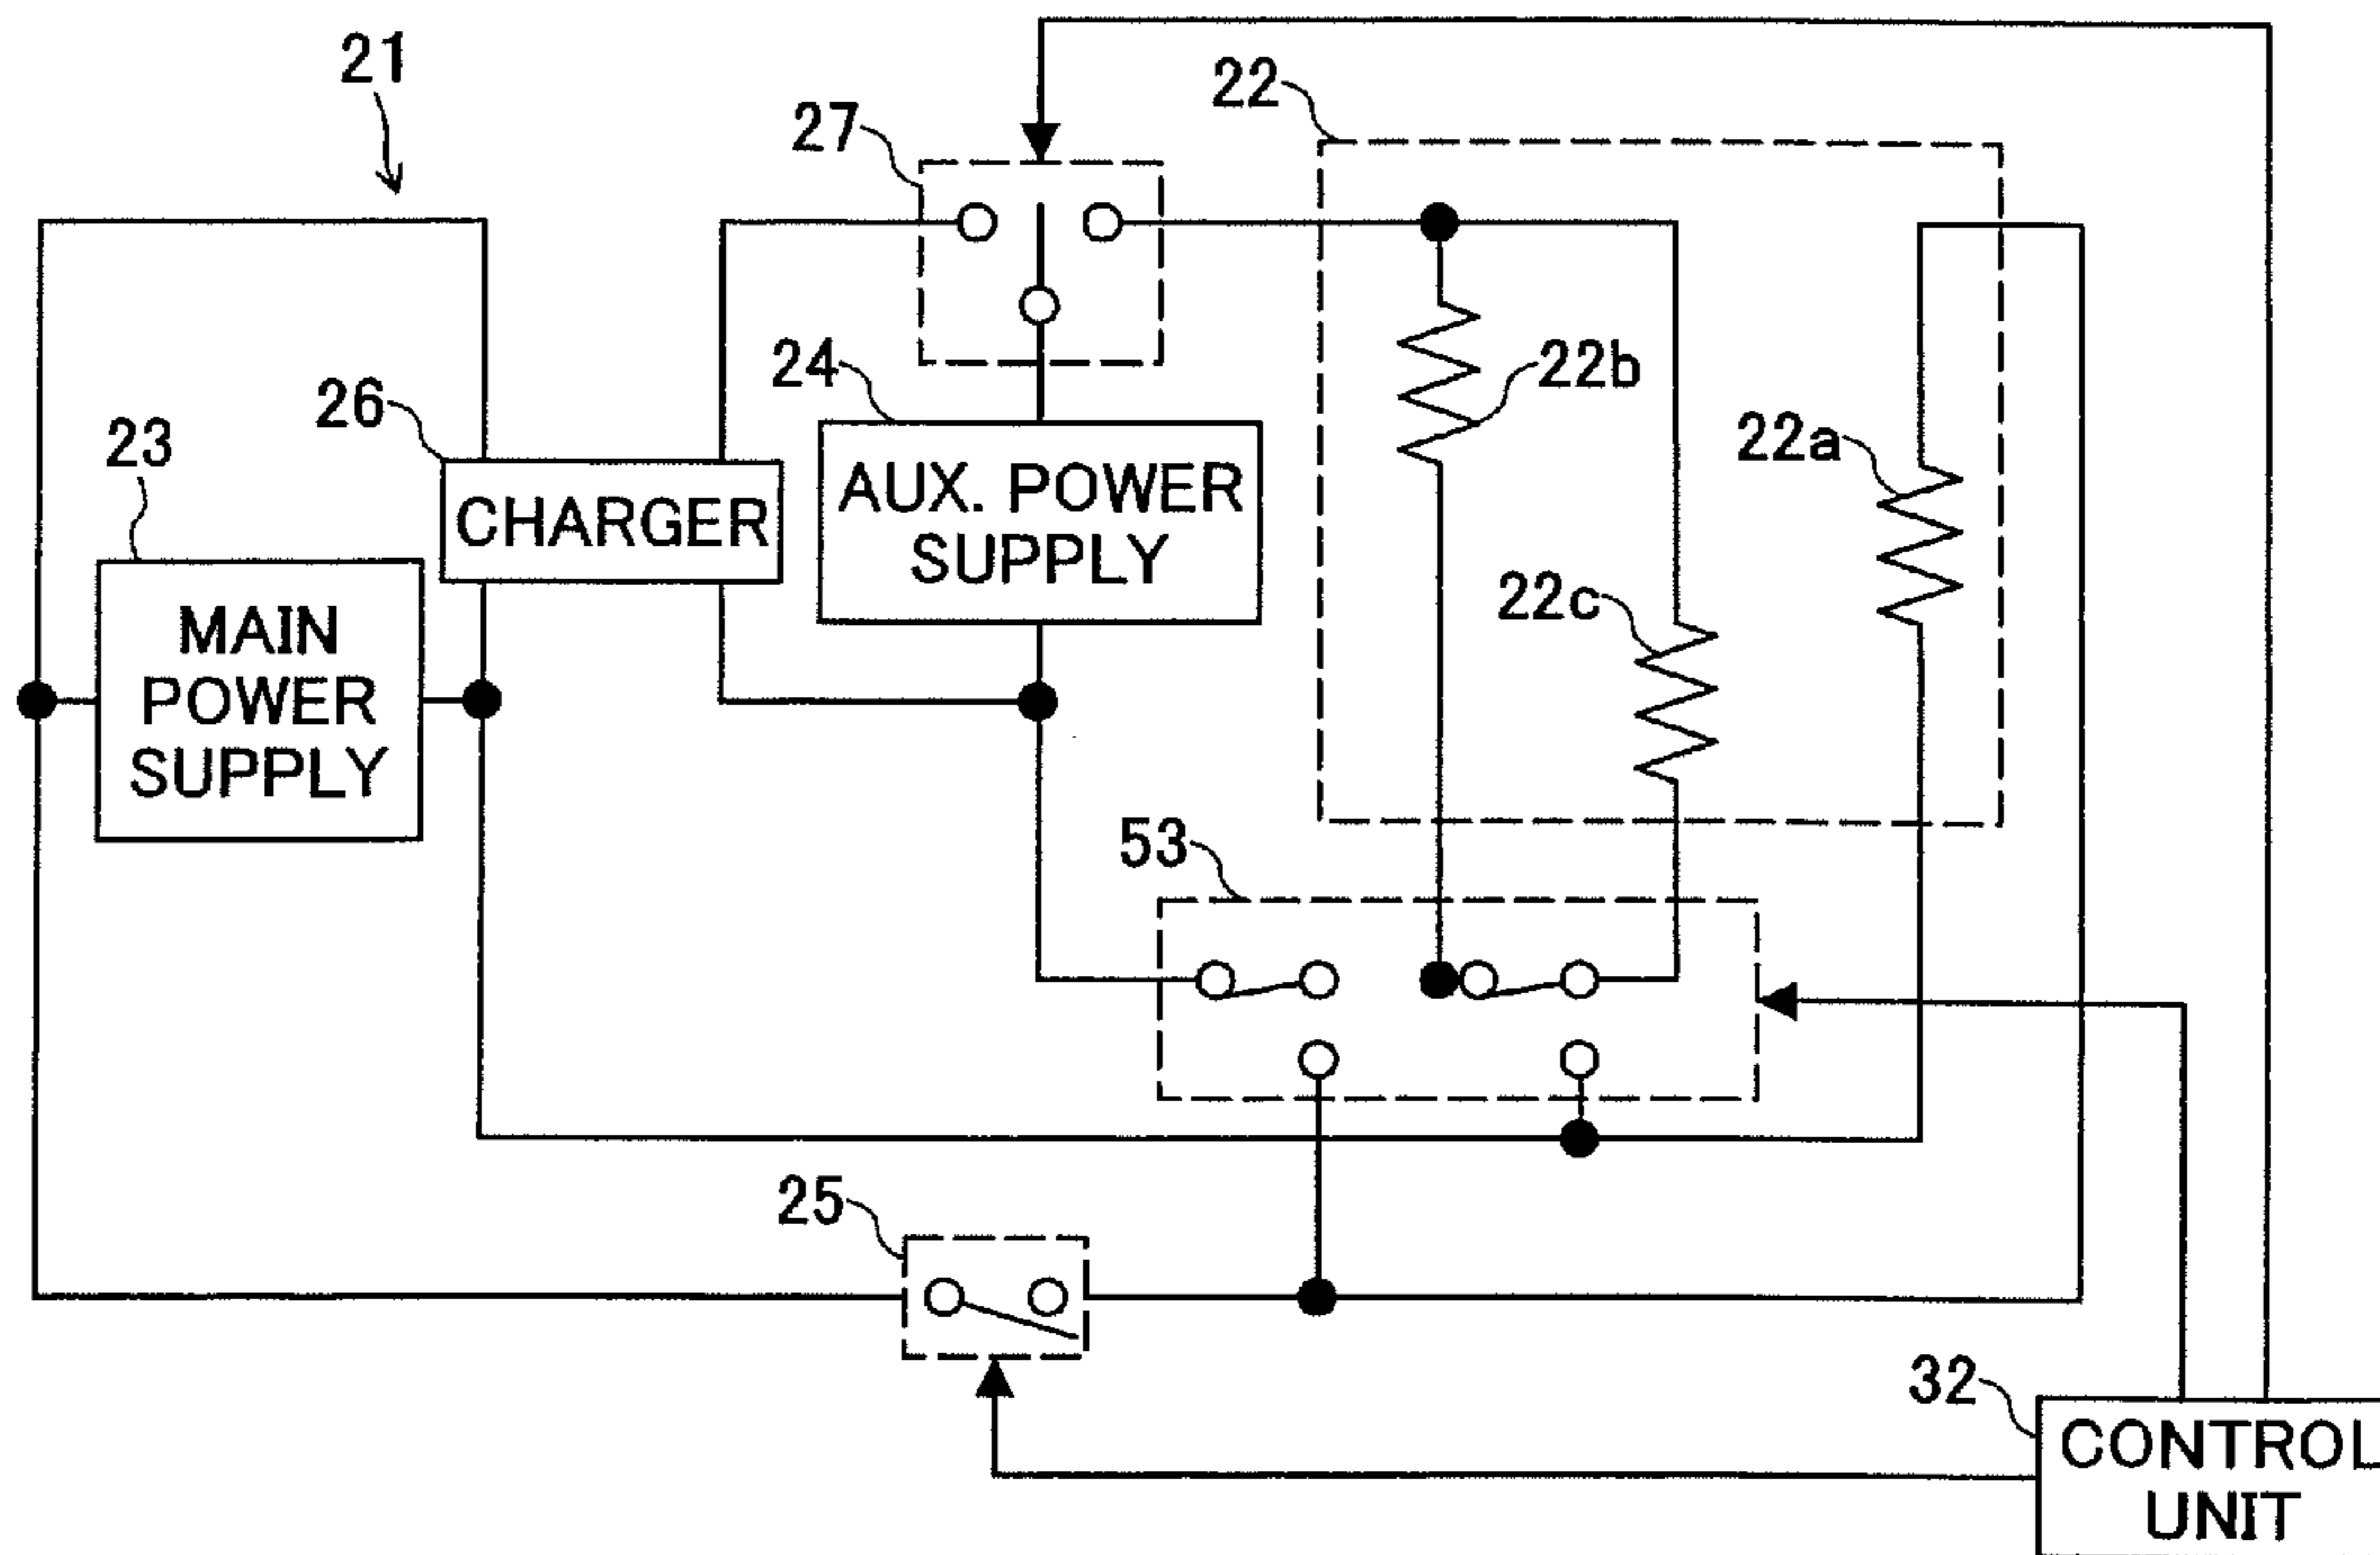 21
22
27
24
22b
26
22a
23
CHARGER
AUX. POWER
SUPPLY
22c
MAIN
POWER
SUPPLY
53
25
32
CONTROL
UNIT